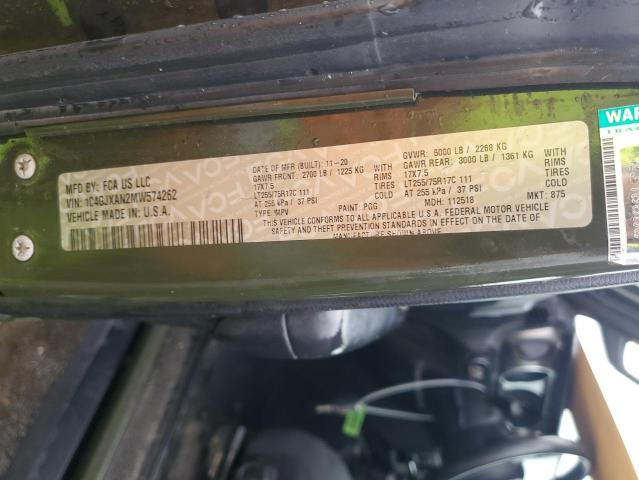 MFD BY: FCA US LLC
VIN: 1C4GJXAN2MW574262
VEHICLE MADE IN U.S.A.
DATE OF MFR (BUILT): 11-20
GAWR FRONT: 2700 LB / 1225 KG
17X7.5 RIMS
LT255/75R17C 111 TIRES
AT 255 kPa / 37 PSI COLD
TYPE: MPV PAINT: PGG
GVWR: 5000 LB / 2268 KG
GAWR REAR: 3000 LB / 1361 KG
17X7.5 RIMS
LT255/75R17C 111 TIRES
AT 255 kPa / 37 PSI COLD
MDH: 112518 MKT: 875
THIS VEHICLE CONFORMS TO ALL APPLICABLE U.S.A. FEDERAL MOTOR VEHICLE
SAFETY AND THEFT PREVENTION STANDARDS IN EFFECT ON THE DATE OF
MANUFACTURE SHOWN ABOVE.
WAR